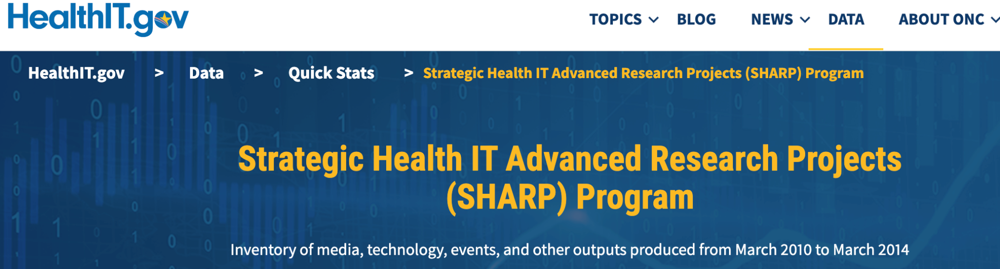 HealthIT.gov
TOPICS BLOG NEWS DATA ABOUT ONC
HealthIT.gov > Data > Quick Stats > Strategic Health IT Advanced Research Projects (SHARP) Program
Strategic Health IT Advanced Research Projects
(SHARP) Program
Inventory of media, technology, events, and other outputs produced from March 2010 to March 2014